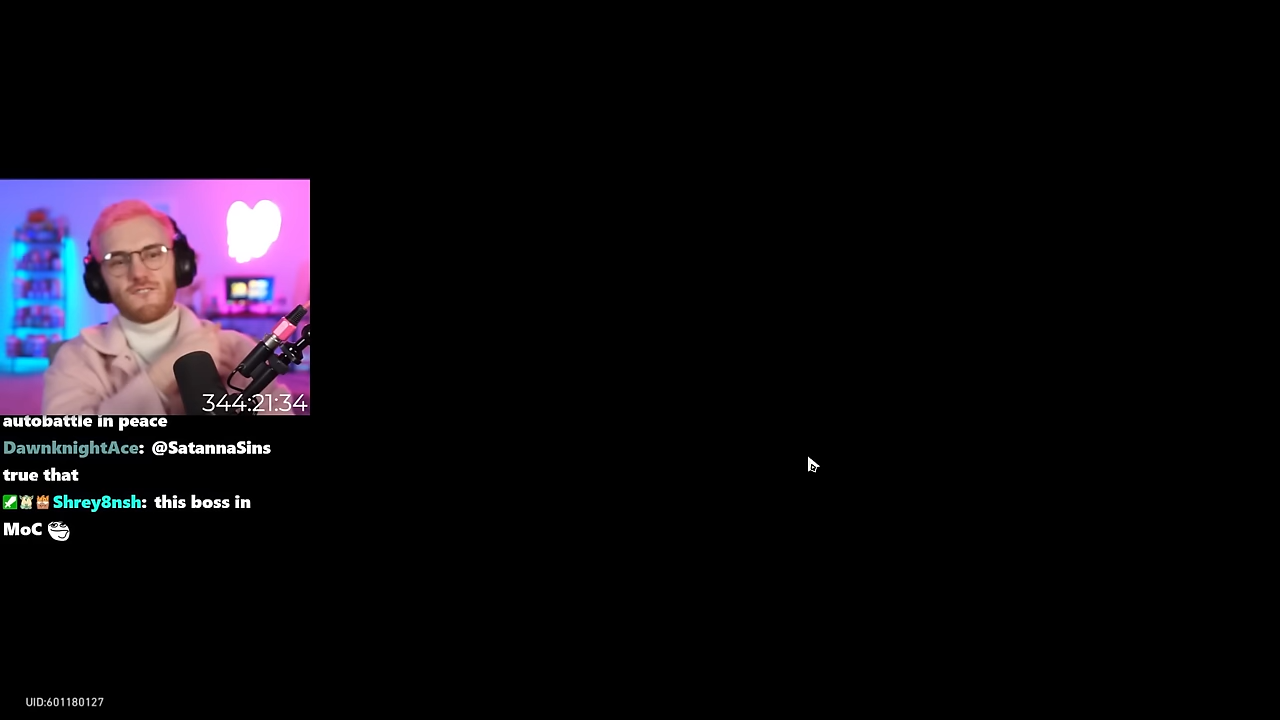 344:21:34
autobattle in peace
DawnknightAce: @SatannaSins
true that
Shrey8nsh: this boss in
MoC
UID:601180127